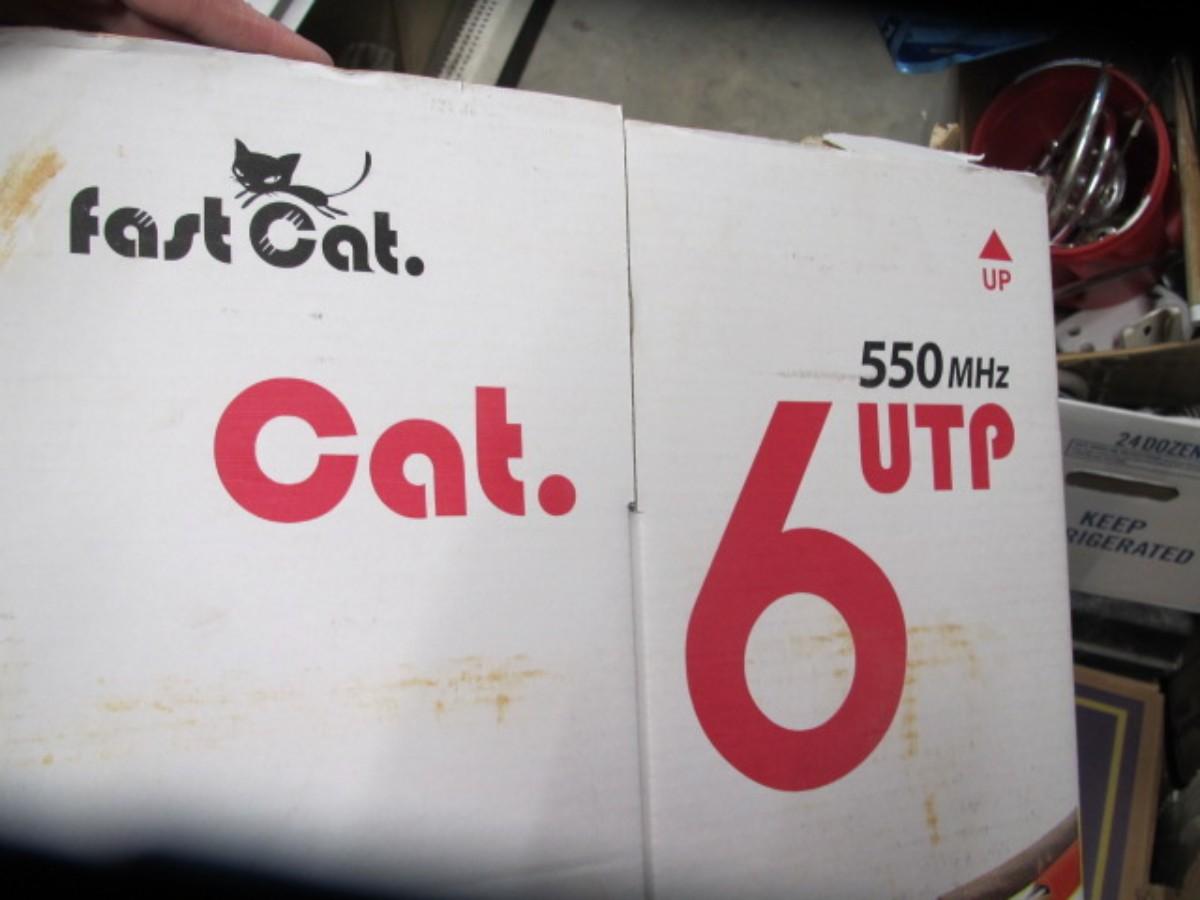 fast Cat.
Cat.
UP
550 MHz
UTP
6
24 DOZEN
KEEP
RIGERATED